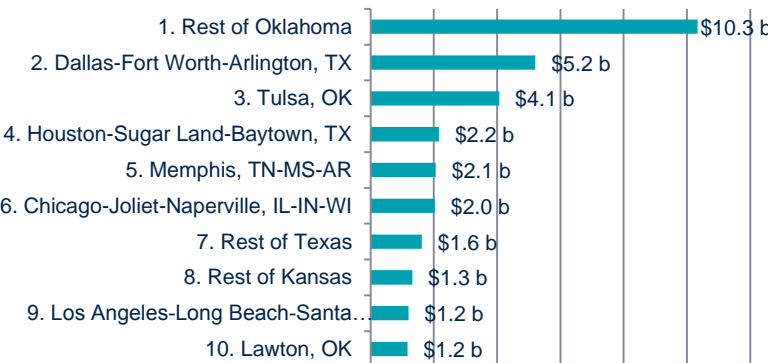 1. Rest of Oklahoma $10.3 b
2. Dallas-Fort Worth-Arlington, TX $5.2 b
3. Tulsa, OK $4.1 b
4. Houston-Sugar Land-Baytown, TX $2.2 b
5. Memphis, TN-MS-AR $2.1 b
6. Chicago-Joliet-Naperville, IL-IN-WI $2.0 b
7. Rest of Texas $1.6 b
8. Rest of Kansas $1.3 b
9. Los Angeles-Long Beach-Santa… $1.2 b
10. Lawton, OK $1.2 b